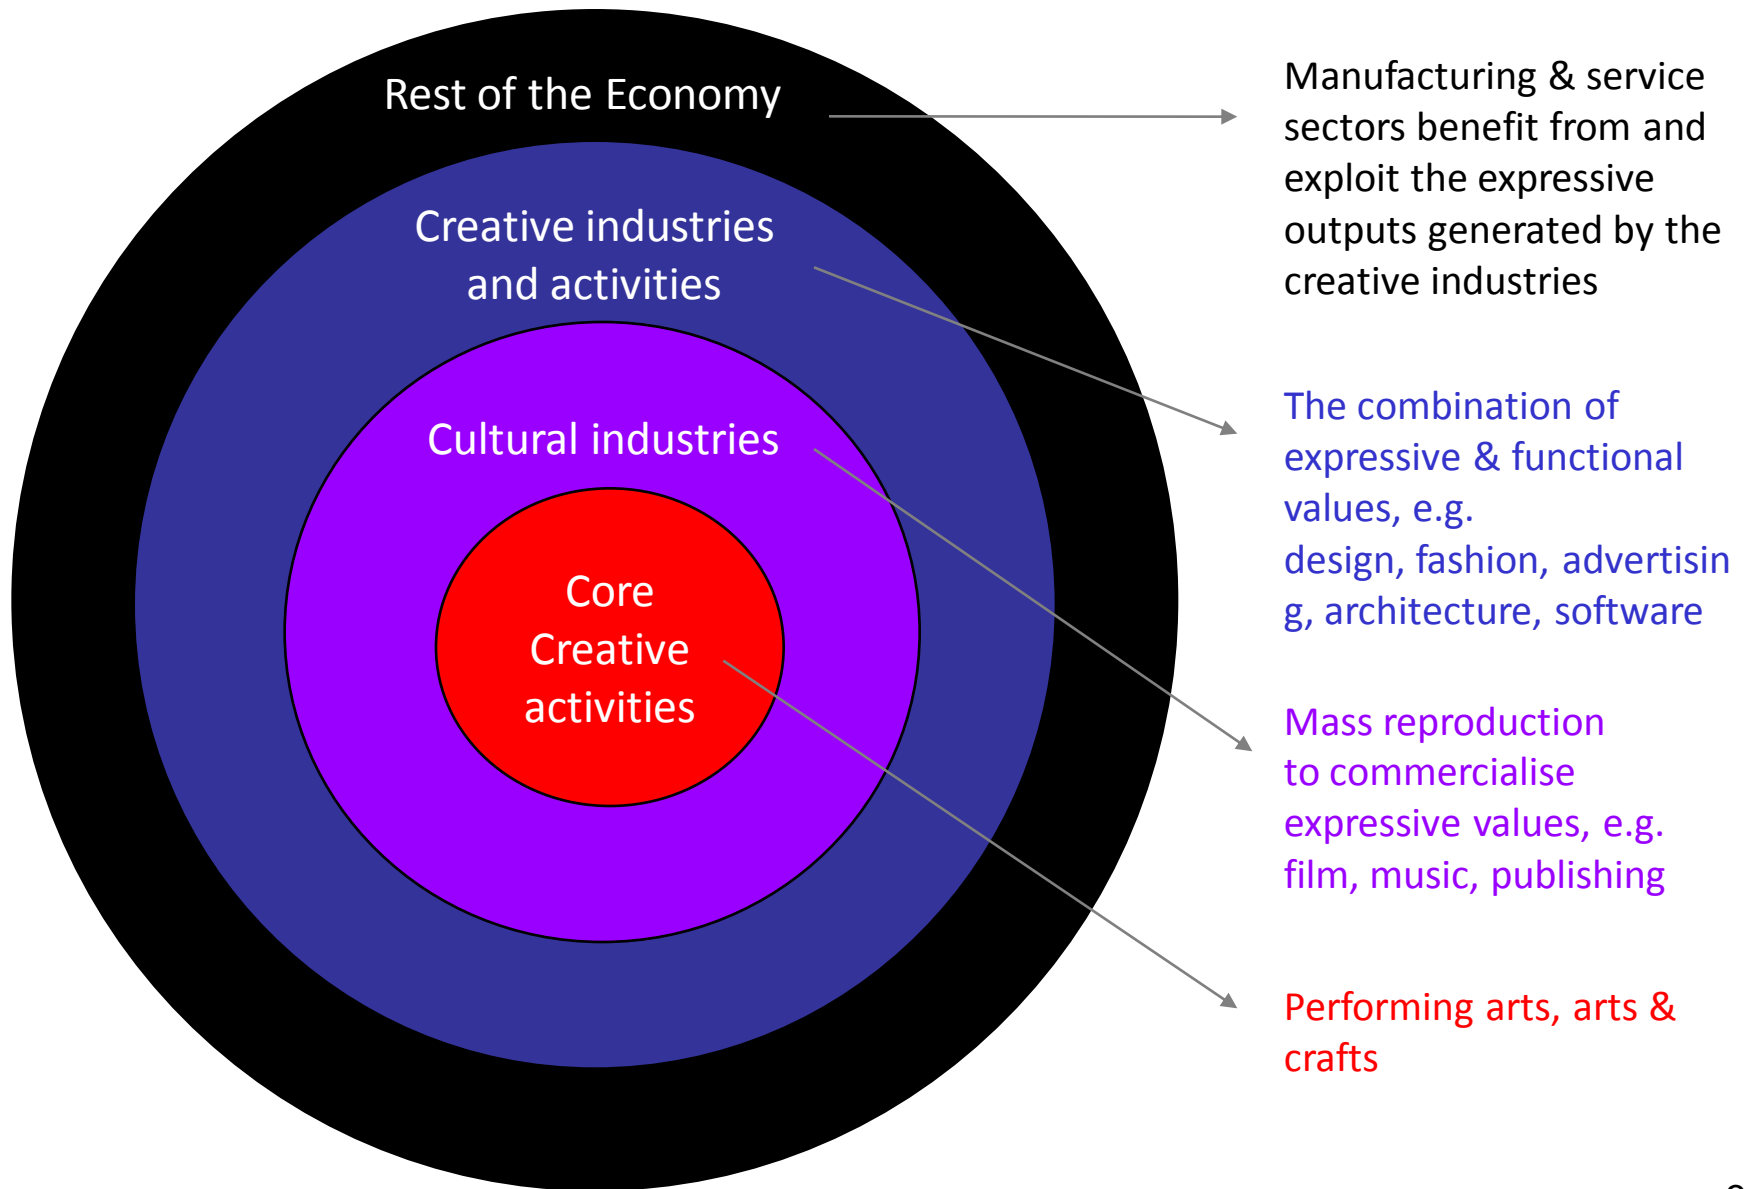 Rest of the Economy
Creative industries
and activities
Cultural industries
Core
Creative
activities
Manufacturing & service
sectors benefit from and
exploit the expressive
outputs generated by the
creative industries
The combination of
expressive & functional
values, e.g.
design, fashion, advertisin
g, architecture, software
Mass reproduction
to commercialise
expressive values, e.g.
film, music, publishing
Performing arts, arts &
crafts